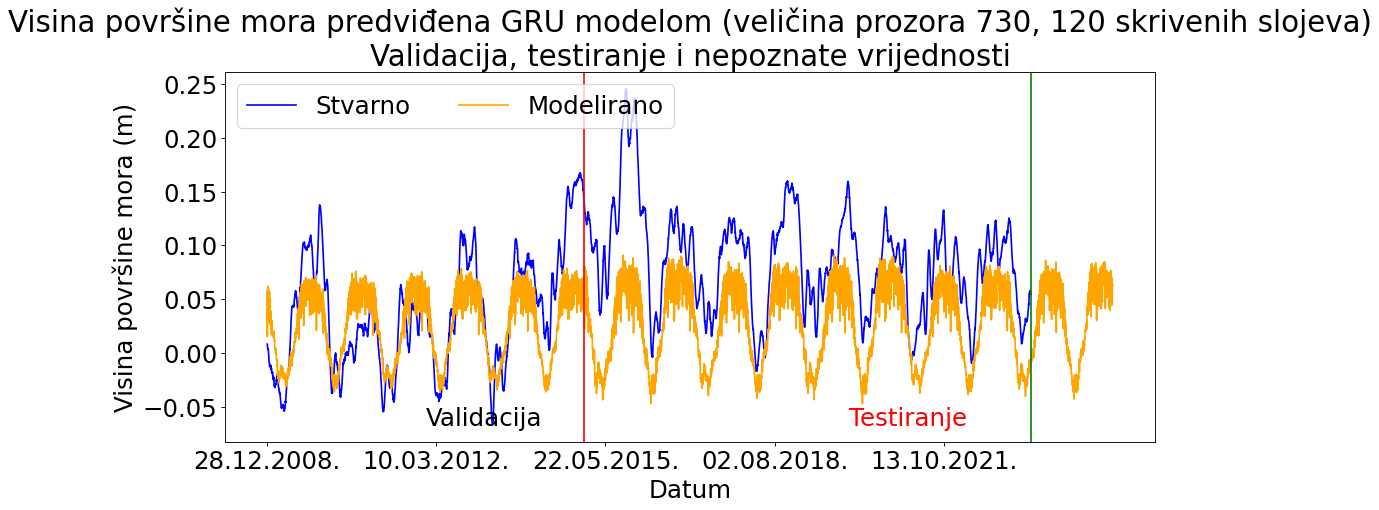 Visina površine mora predviđena GRU modelom (veličina prozora 730, 120 skrivenih slojeva)
Validacija, testiranje i nepoznate vrijednosti
Stvarno
Modelirano
Visina površine mora (m)
0.25
0.20
0.15
0.10
0.05
0.00
−0.05
Validacija
Testiranje
28.12.2008.
10.03.2012.
22.05.2015.
02.08.2018.
13.10.2021.
Datum